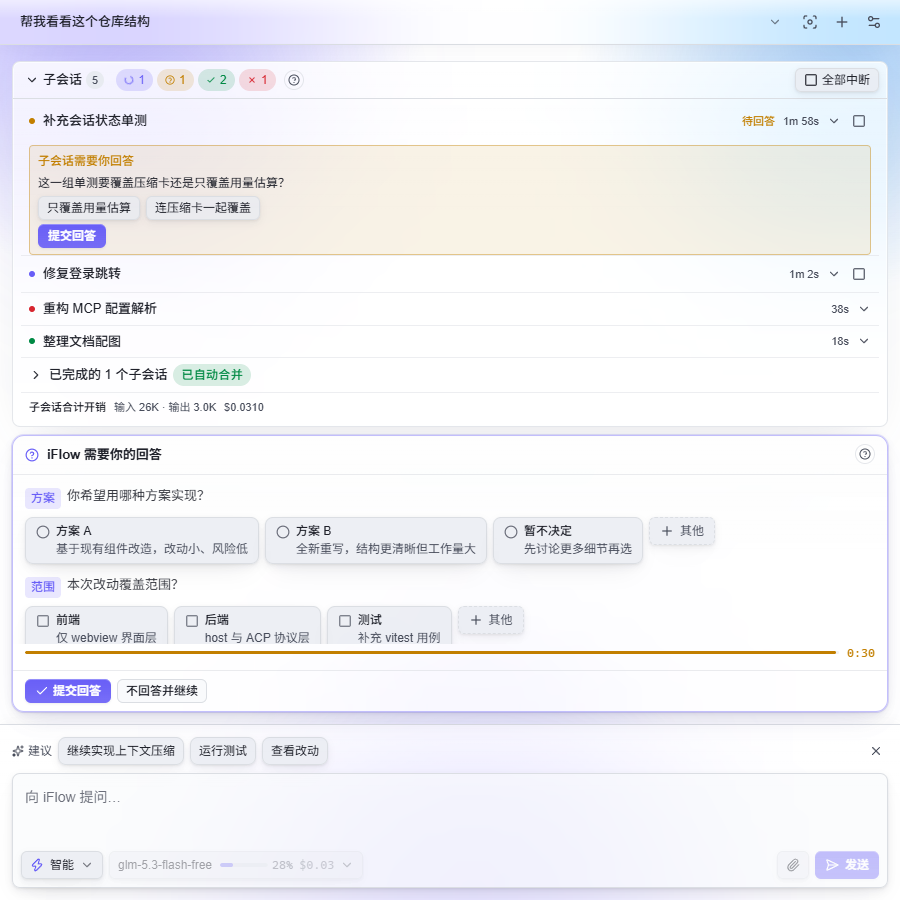 帮我看看这个仓库结构
子会话 5 1 1 2 1 全部中断
补充会话状态单测 待回答 1m 58s
子会话需要你回答
这一组单测要覆盖压缩卡还是只覆盖用量估算?
只覆盖用量估算 连压缩卡一起覆盖
提交回答
修复登录跳转 1m 2s
重构 MCP 配置解析 38s
整理文档配图 18s
已完成的 1 个子会话 已自动合并
子会话合计开销 输入 26K · 输出 3.0K $0.0310
iFlow 需要你的回答
方案 你希望用哪种方案实现?
方案 A 方案 B 暂不决定 其他
基于现有组件改造，改动小、风险低 全新重写，结构更清晰但工作量大 先讨论更多细节再选
范围 本次改动覆盖范围?
前端 后端 测试 其他
仅 webview 界面层 host 与 ACP 协议层 补充 vitest 用例
0:30
提交回答 不回答并继续
建议 继续实现上下文压缩 运行测试 查看改动
向 iFlow 提问…
智能 glm-5.3-flash-free 28% $0.03 发送